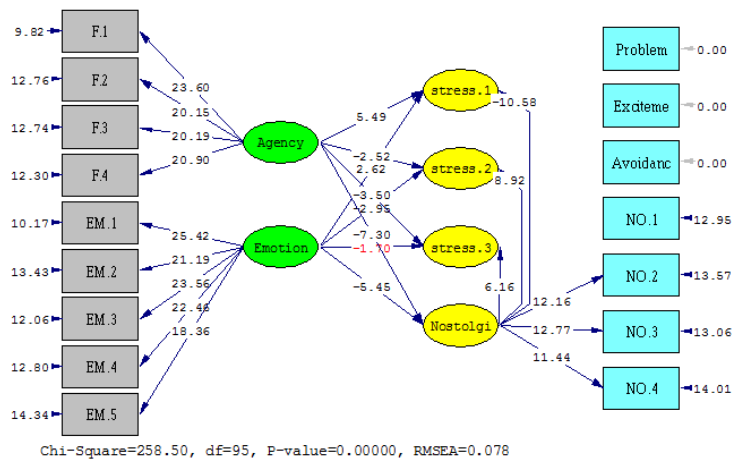 9.82 F.1
12.76 F.2
12.74 F.3
12.30 F.4
10.17 EM.1
13.43 EM.2
12.06 EM.3
12.80 EM.4
14.34 EM.5
23.60
20.15
20.19
20.90
25.42
21.19
23.56
22.46
18.36
Agency
Emotion
5.49
-2.52
2.62
-3.50
-2.95
-7.30
-1.70
-5.45
stress.1
stress.2
stress.3
Nostolgi
-10.58
8.92
6.16
12.16
12.77
11.44
Problem 0.00
Exciteme 0.00
Avoidanc 0.00
NO.1 12.95
NO.2 13.57
NO.3 13.06
NO.4 14.01
Chi-Square=258.50, df=95, P-value=0.00000, RMSEA=0.078